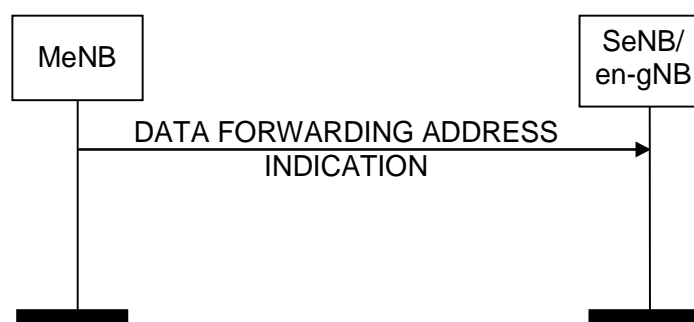 MeNB
SeNB/
en-gNB
DATA FORWARDING ADDRESS
INDICATION